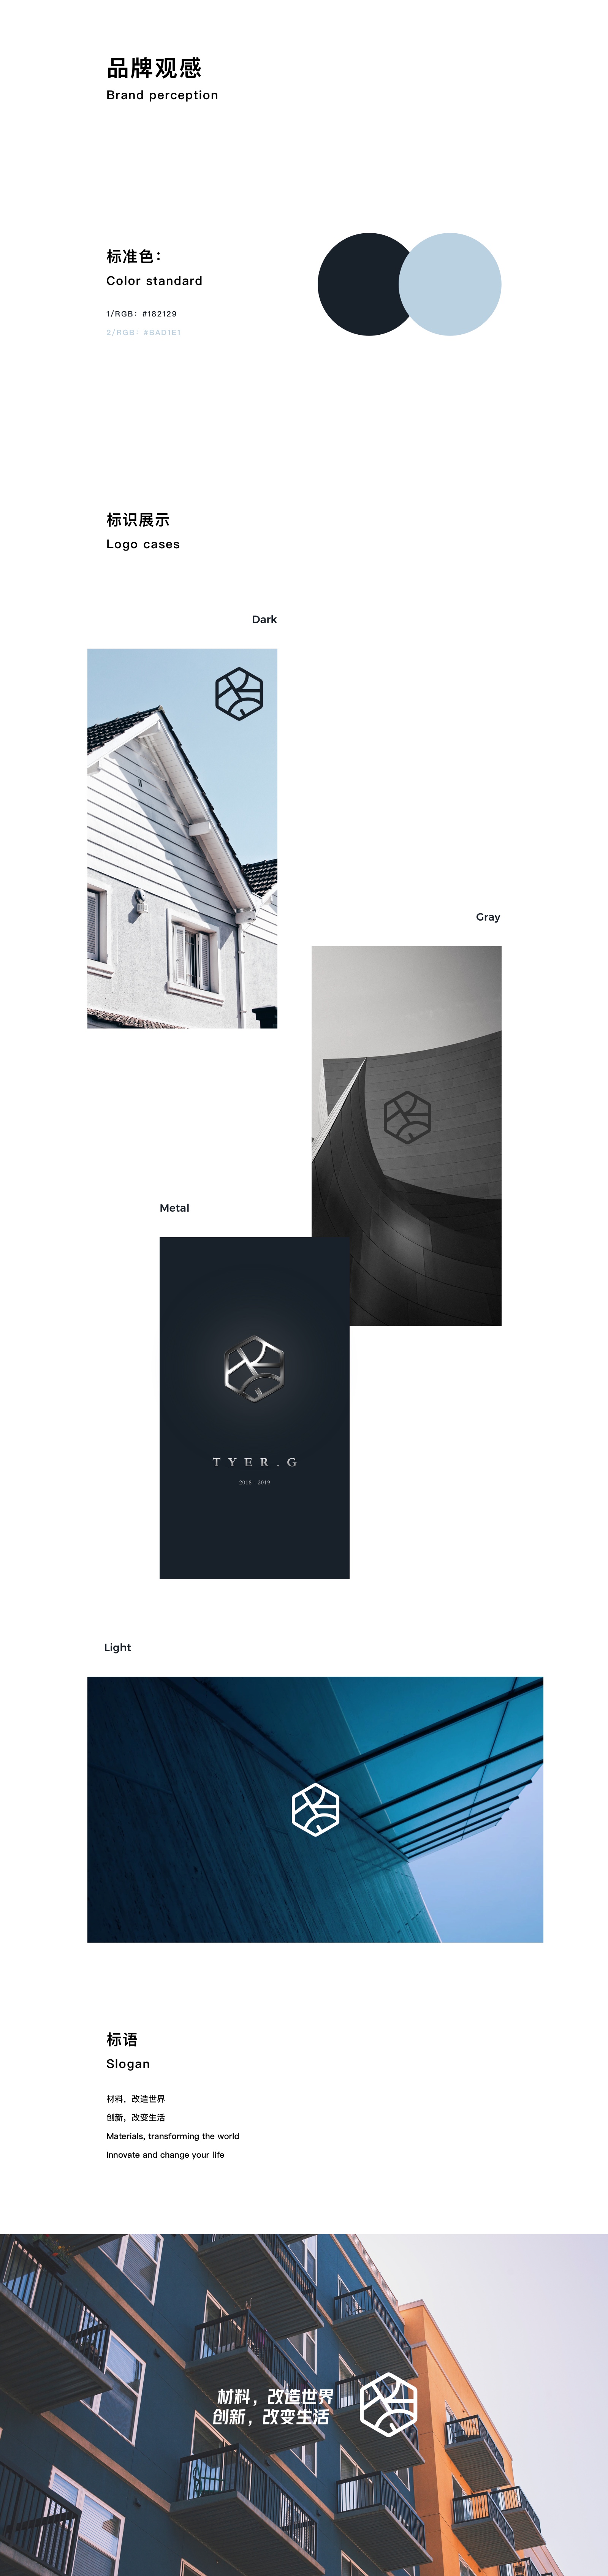 品牌观感
Brand perception
标准色：
Color standard
1/RGB：#182129
2/RGB：#BAD1E1
标识展示
Logo cases
Dark
Gray
Metal
TYER.G
2018 - 2019
Light
标语
Slogan
材料，改造世界
创新，改变生活
Materials, transforming the world
Innovate and change your life
材料，改造世界
创新，改变生活